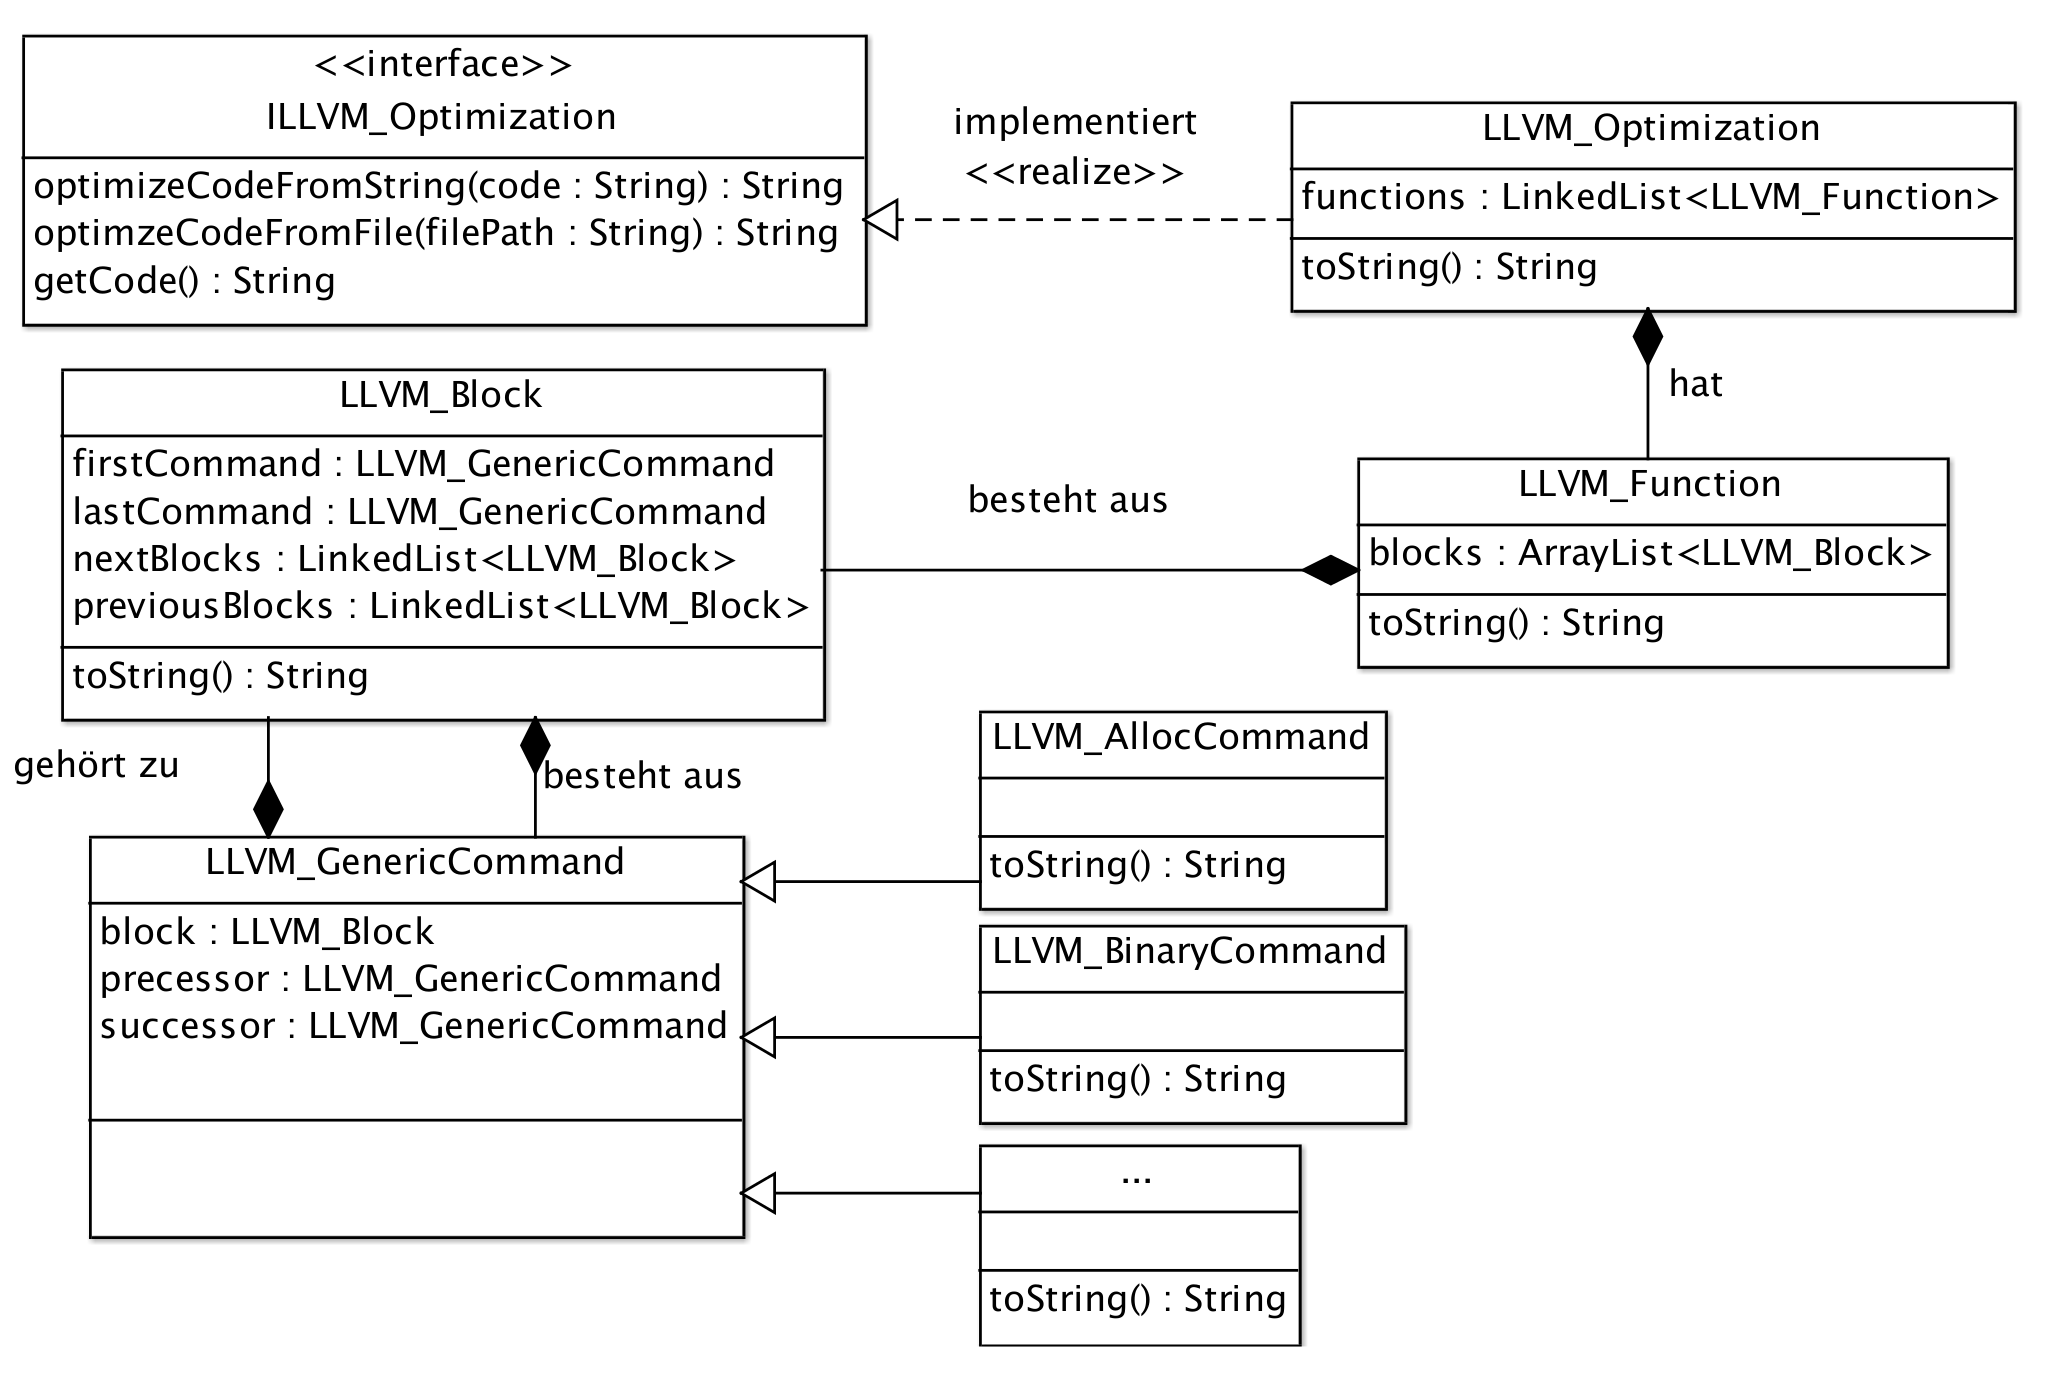 <<interface>>
ILLVM_Optimization
optimizeCodeFromString(code : String) : String
optimzeCodeFromFile(filePath : String) : String
getCode() : String
implementiert
<<realize>>
LLVM_Optimization
functions : LinkedList<LLVM_Function>
toString() : String
hat
LLVM_Block
firstCommand : LLVM_GenericCommand
lastCommand : LLVM_GenericCommand
nextBlocks : LinkedList<LLVM_Block>
previousBlocks : LinkedList<LLVM_Block>
toString() : String
besteht aus
LLVM_Function
blocks : ArrayList<LLVM_Block>
toString() : String
gehört zu
besteht aus
LLVM_GenericCommand
block : LLVM_Block
precessor : LLVM_GenericCommand
successor : LLVM_GenericCommand
LLVM_AllocCommand
toString() : String
LLVM_BinaryCommand
toString() : String
...
toString() : String